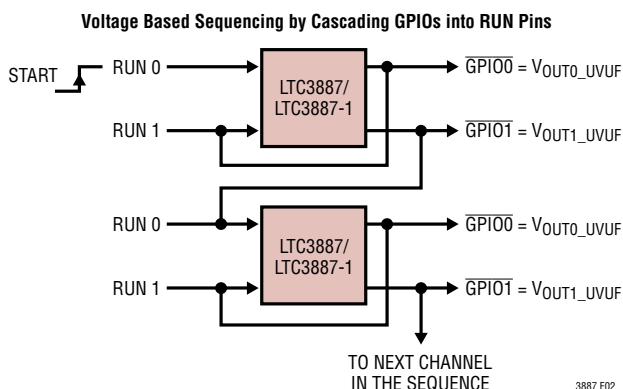 Voltage Based Sequencing by Cascading GPIOs into RUN Pins
START
RUN 0
LTC3887/
LTC3887-1
GPIO0 = VOUT0_UVUF
RUN 1
GPIO1 = VOUT1_UVUF
RUN 0
LTC3887/
LTC3887-1
GPIO0 = VOUT0_UVUF
RUN 1
GPIO1 = VOUT1_UVUF
TO NEXT CHANNEL
IN THE SEQUENCE
3887 F02